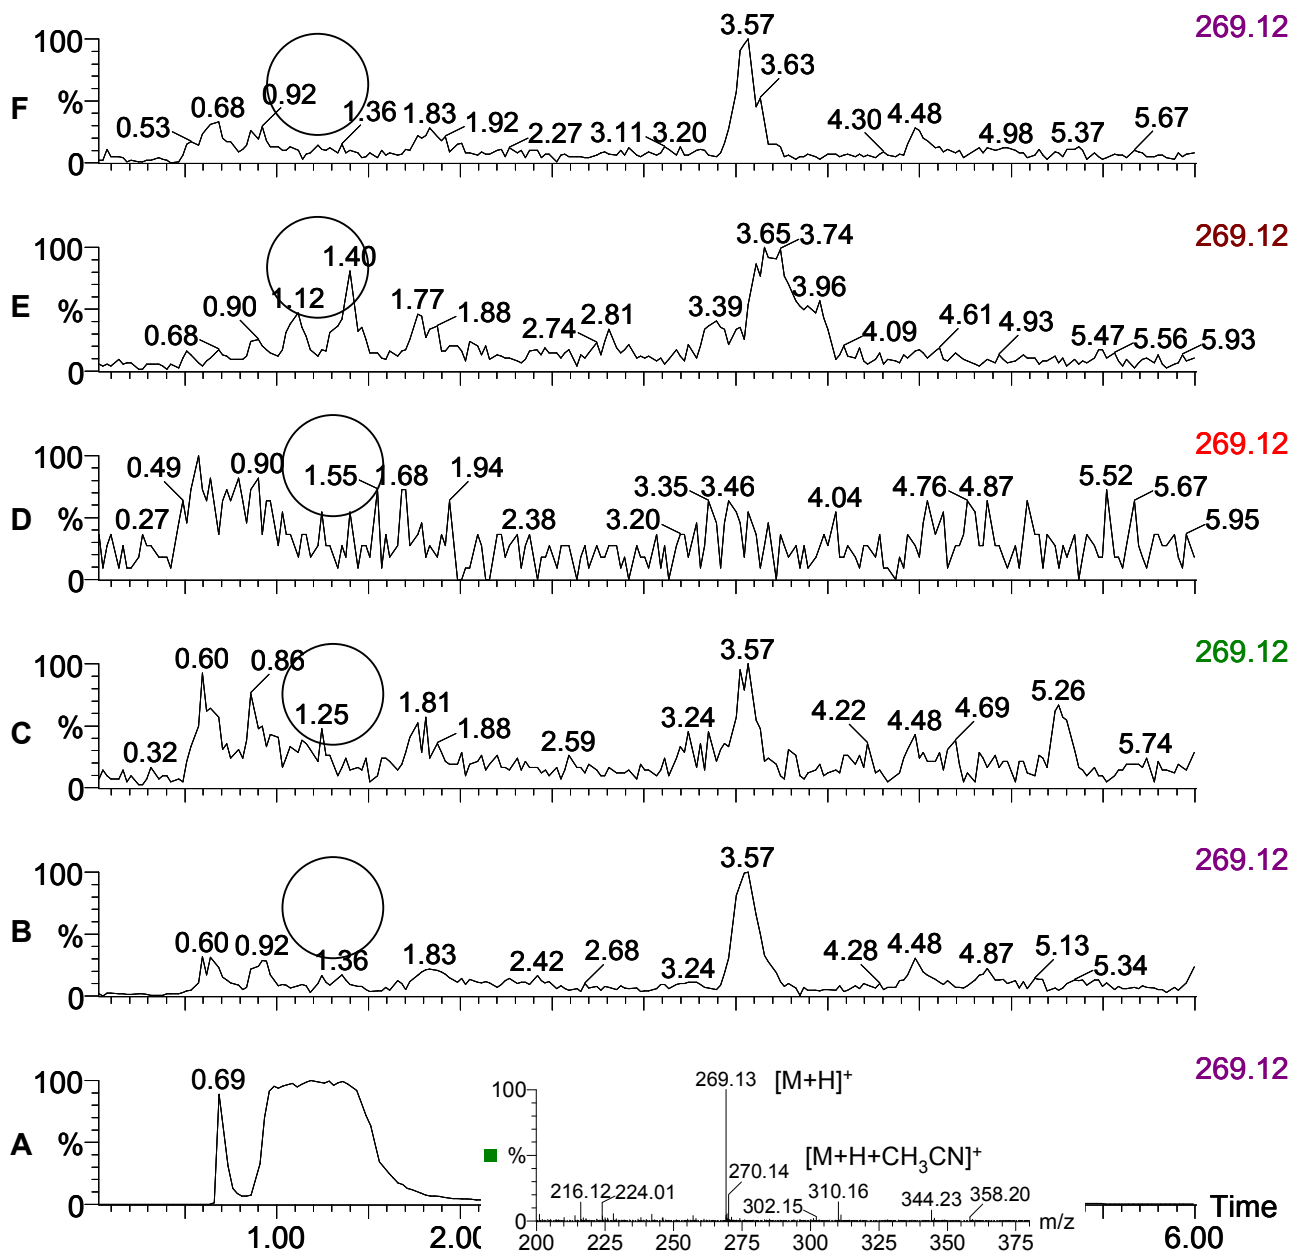 269.12
3.57
100
3.63
F % 0.53 0.68 0.92 1.36 1.83 1.92 2.27 3.11 3.20 4.30 4.48 4.98 5.37 5.67
0
269.12
100
3.65 3.74
E % 0.68 0.90 1.12 1.40 1.77 1.88 2.74 2.81 3.39 3.96 4.09 4.61 4.93 5.47 5.56 5.93
0
269.12
100
D % 0.27 0.49 0.90 1.55 1.68 1.94 2.38 3.20 3.35 3.46 4.04 4.76 4.87 5.52 5.67 5.95
0
269.12
100
C % 0.32 0.60 0.86 1.25 1.81 1.88 2.59 3.24 3.57 4.22 4.48 4.69 5.26 5.74
0
269.12
100
B % 0.60 0.92 1.36 1.83 2.42 2.68 3.24 3.57 4.28 4.48 4.87 5.13 5.34
0
269.12
100
A % 0.69
0
1.00
100 269.13 [M+H]+
% [M+H+CH3CN]+
216.12 224.01 270.14 302.15 310.16 344.23 358.20
0 m/z
200 225 250 275 300 325 350 375
Time
6.00